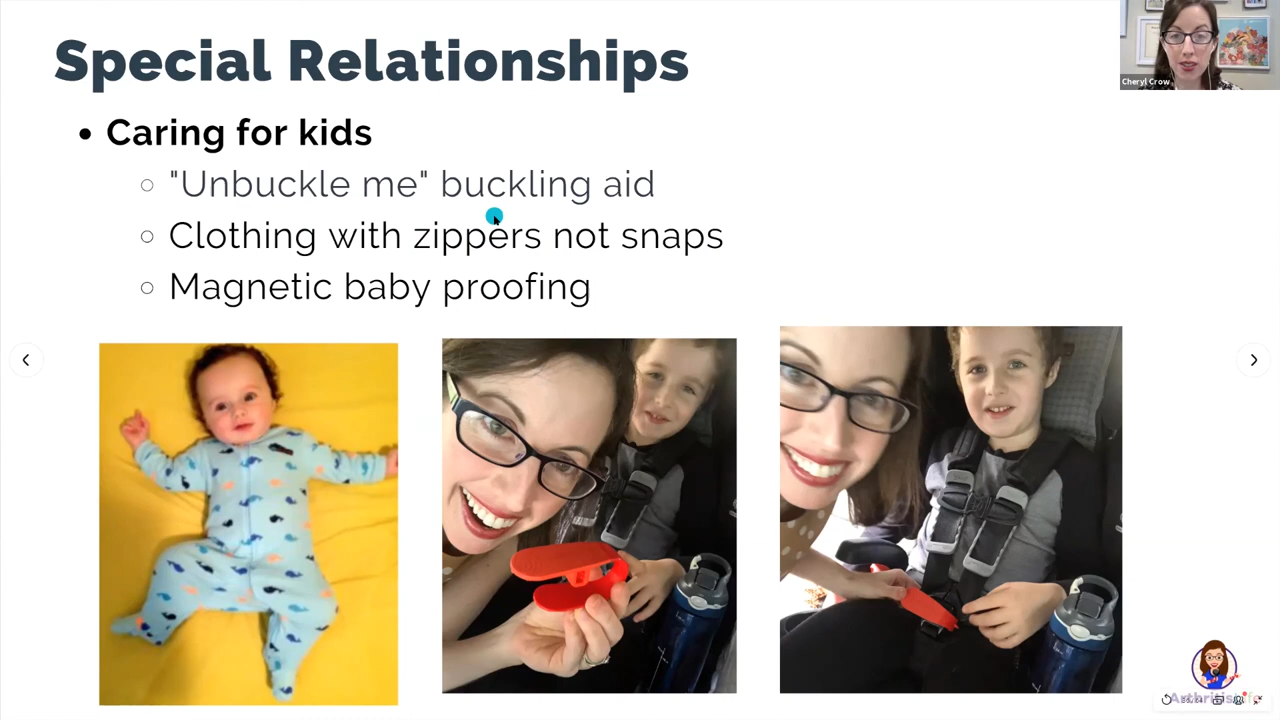 Special Relationships
Cheryl Crow
• Caring for kids
○ "Unbuckle me" buckling aid
○ Clothing with zippers not snaps
○ Magnetic baby proofing